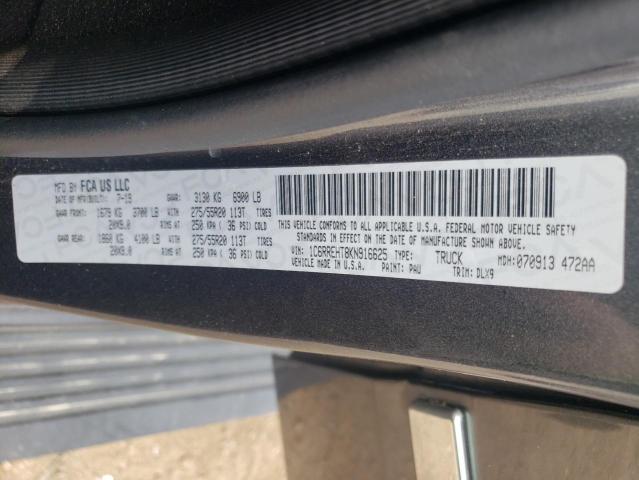 MFD BY FCA US LLC
DATE OF MFR(BUILT): 7-19 GVWR: 3130 KG 6900 LB
GAWR FRONT: 1679 KG 3700 LB WITH 275/55R20 113T TIRES
20X9.0 RIMS AT 250 KPA ( 36 PSI) COLD
GAWR REAR: 1860 KG 4100 LB WITH 275/55R20 113T TIRES
20X9.0 RIMS AT 250 KPA ( 36 PSI) COLD
THIS VEHICLE CONFORMS TO ALL APPLICABLE U.S.A. FEDERAL MOTOR VEHICLE SAFETY
STANDARDS IN EFFECT ON THE DATE OF MANUFACTURE SHOWN ABOVE.
VIN: 1C6RREHT8KN916625 TYPE: TRUCK MDH: 070913 472AA
MADE IN U.S.A. PAINT: PAU TRIM: DLX9